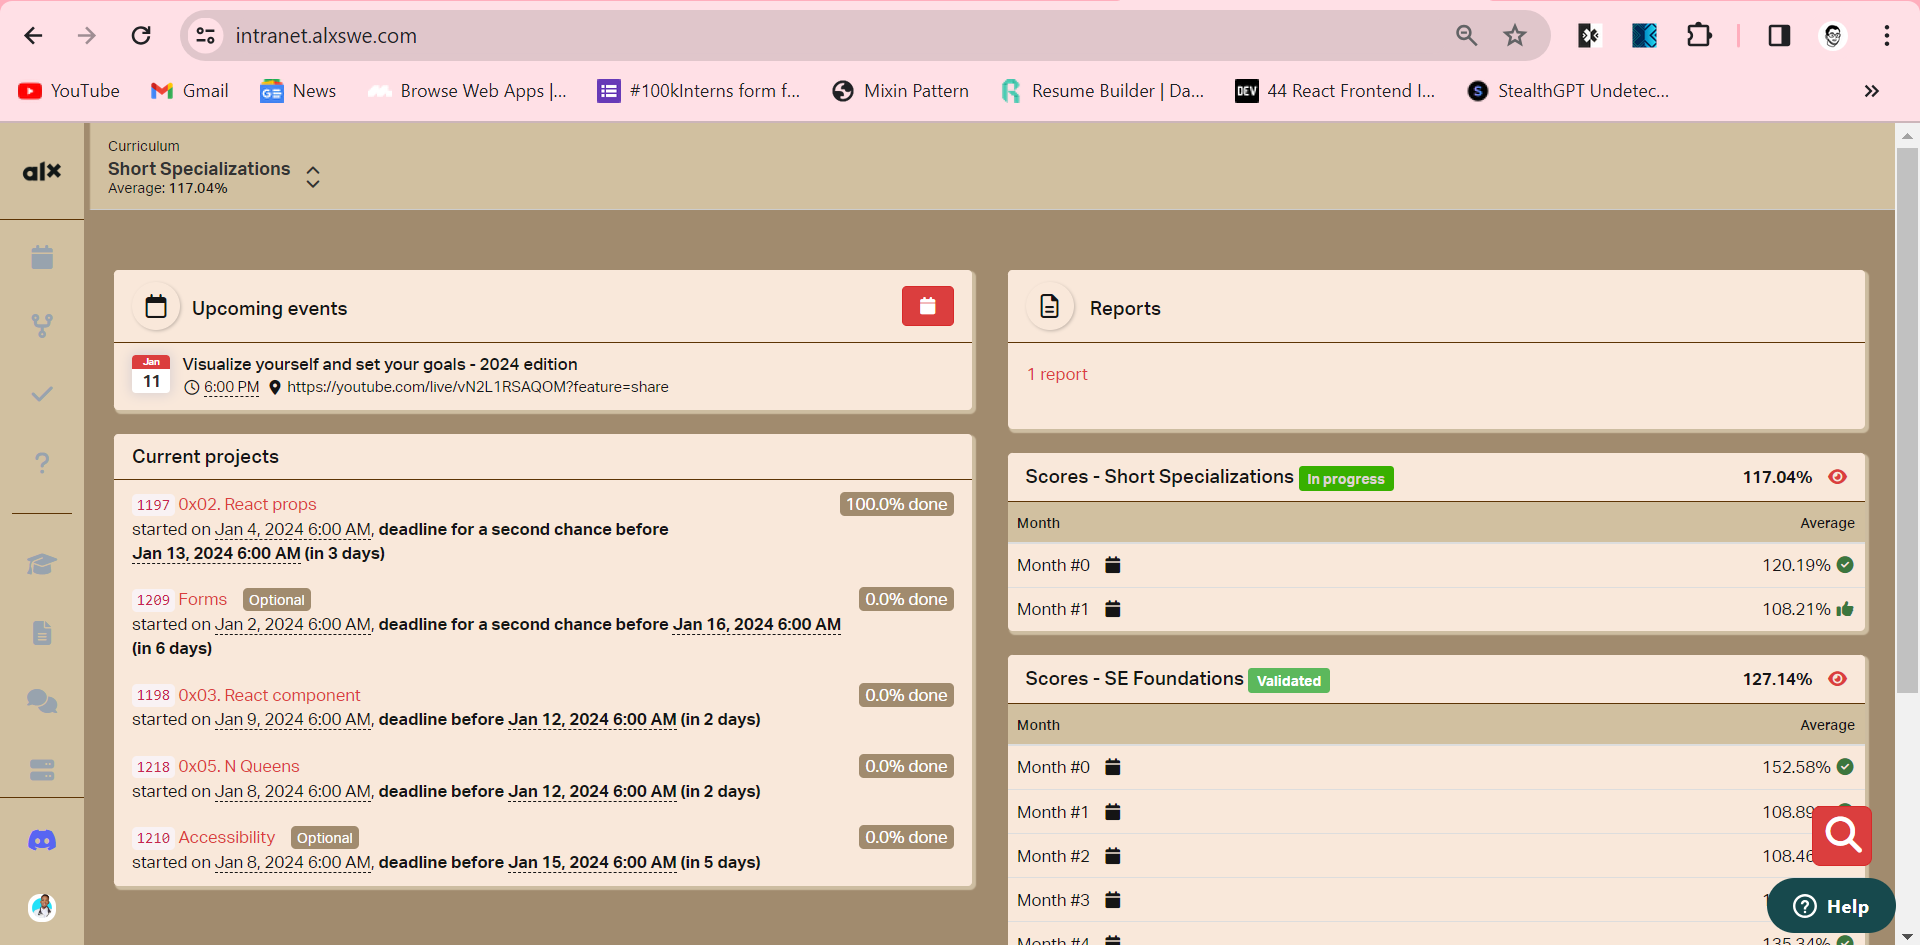 intranet.alxswe.com
YouTube
Gmail
News
Browse Web Apps |...
#100kInterns form f...
Mixin Pattern
Resume Builder | Da...
DEV 44 React Frontend I...
S StealthGPT Undetec...
alx
Curriculum
Short Specializations
Average: 117.04%
Upcoming events
Jan
11
Visualize yourself and set your goals - 2024 edition
6:00 PM https://youtube.com/live/vN2L1RSAQOM?feature=share
Current projects
1197 0x02. React props 100.0% done
started on Jan 4, 2024 6:00 AM, deadline for a second chance before
Jan 13, 2024 6:00 AM (in 3 days)
1209 Forms Optional 0.0% done
started on Jan 2, 2024 6:00 AM, deadline for a second chance before Jan 16, 2024 6:00 AM
(in 6 days)
1198 0x03. React component 0.0% done
started on Jan 9, 2024 6:00 AM, deadline before Jan 12, 2024 6:00 AM (in 2 days)
1218 0x05. N Queens 0.0% done
started on Jan 8, 2024 6:00 AM, deadline before Jan 12, 2024 6:00 AM (in 2 days)
1210 Accessibility Optional 0.0% done
started on Jan 8, 2024 6:00 AM, deadline before Jan 15, 2024 6:00 AM (in 5 days)
Reports
1 report
Scores - Short Specializations In progress 117.04%
Month Average
Month #0 120.19%
Month #1 108.21%
Scores - SE Foundations Validated 127.14%
Month Average
Month #0 152.58%
Month #1 108.89
Month #2 108.46
Month #3
Month #4 135.34%
Help